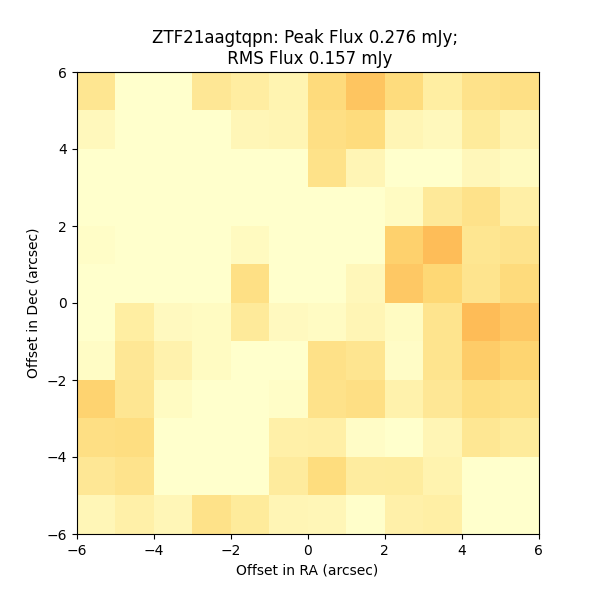 ZTF21aagtqpn: Peak Flux 0.276 mJy;
RMS Flux 0.157 mJy
6
4
2
0
−2
−4
−6
Offset in Dec (arcsec)
−6 −4 −2 0 2 4 6
Offset in RA (arcsec)